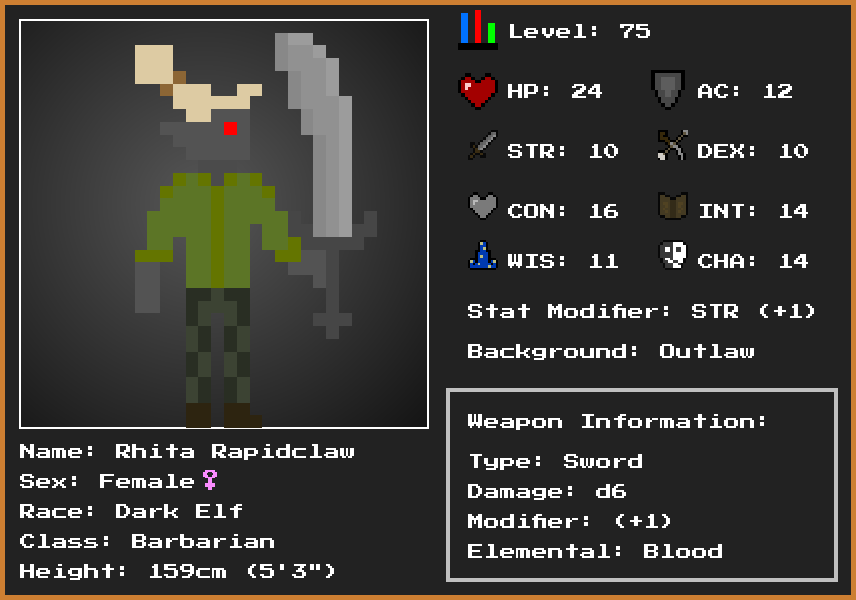 Level: 75
HP: 24
AC: 12
STR: 10
DEX: 10
CON: 16
INT: 14
WIS: 11
CHA: 14
Stat Modifier: STR (+1)
Background: Outlaw
Weapon Information:
Type: Sword
Damage: d6
Modifier: (+1)
Elemental: Blood
Name: Rhita Rapidclaw
Sex: Female♀
Race: Dark Elf
Class: Barbarian
Height: 159cm (5'3")